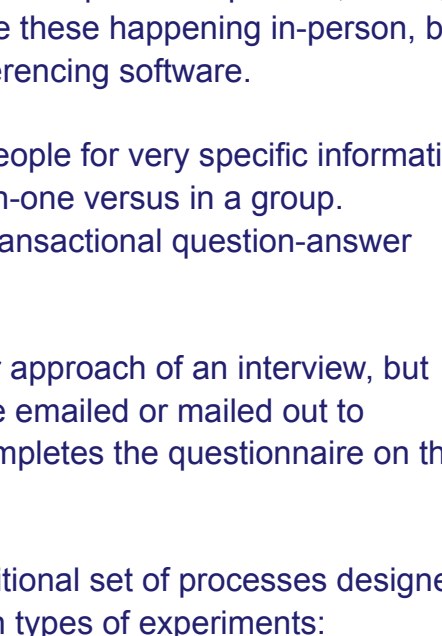 e these happening in-person, b
erencing software.
eople for very specific informati
n-one versus in a group.
ansactional question-answer
r approach of an interview, but
e emailed or mailed out to
mpletes the questionnaire on th
itional set of processes designe
n types of experiments: